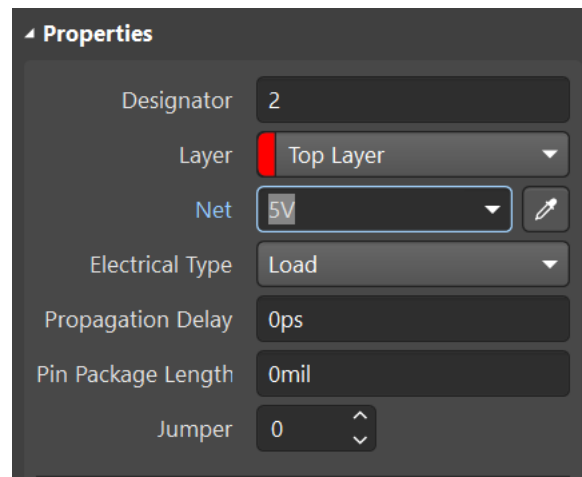 Properties
Designator 2
Layer Top Layer
Net 5V
Electrical Type Load
Propagation Delay 0ps
Pin Package Length 0mil
Jumper 0